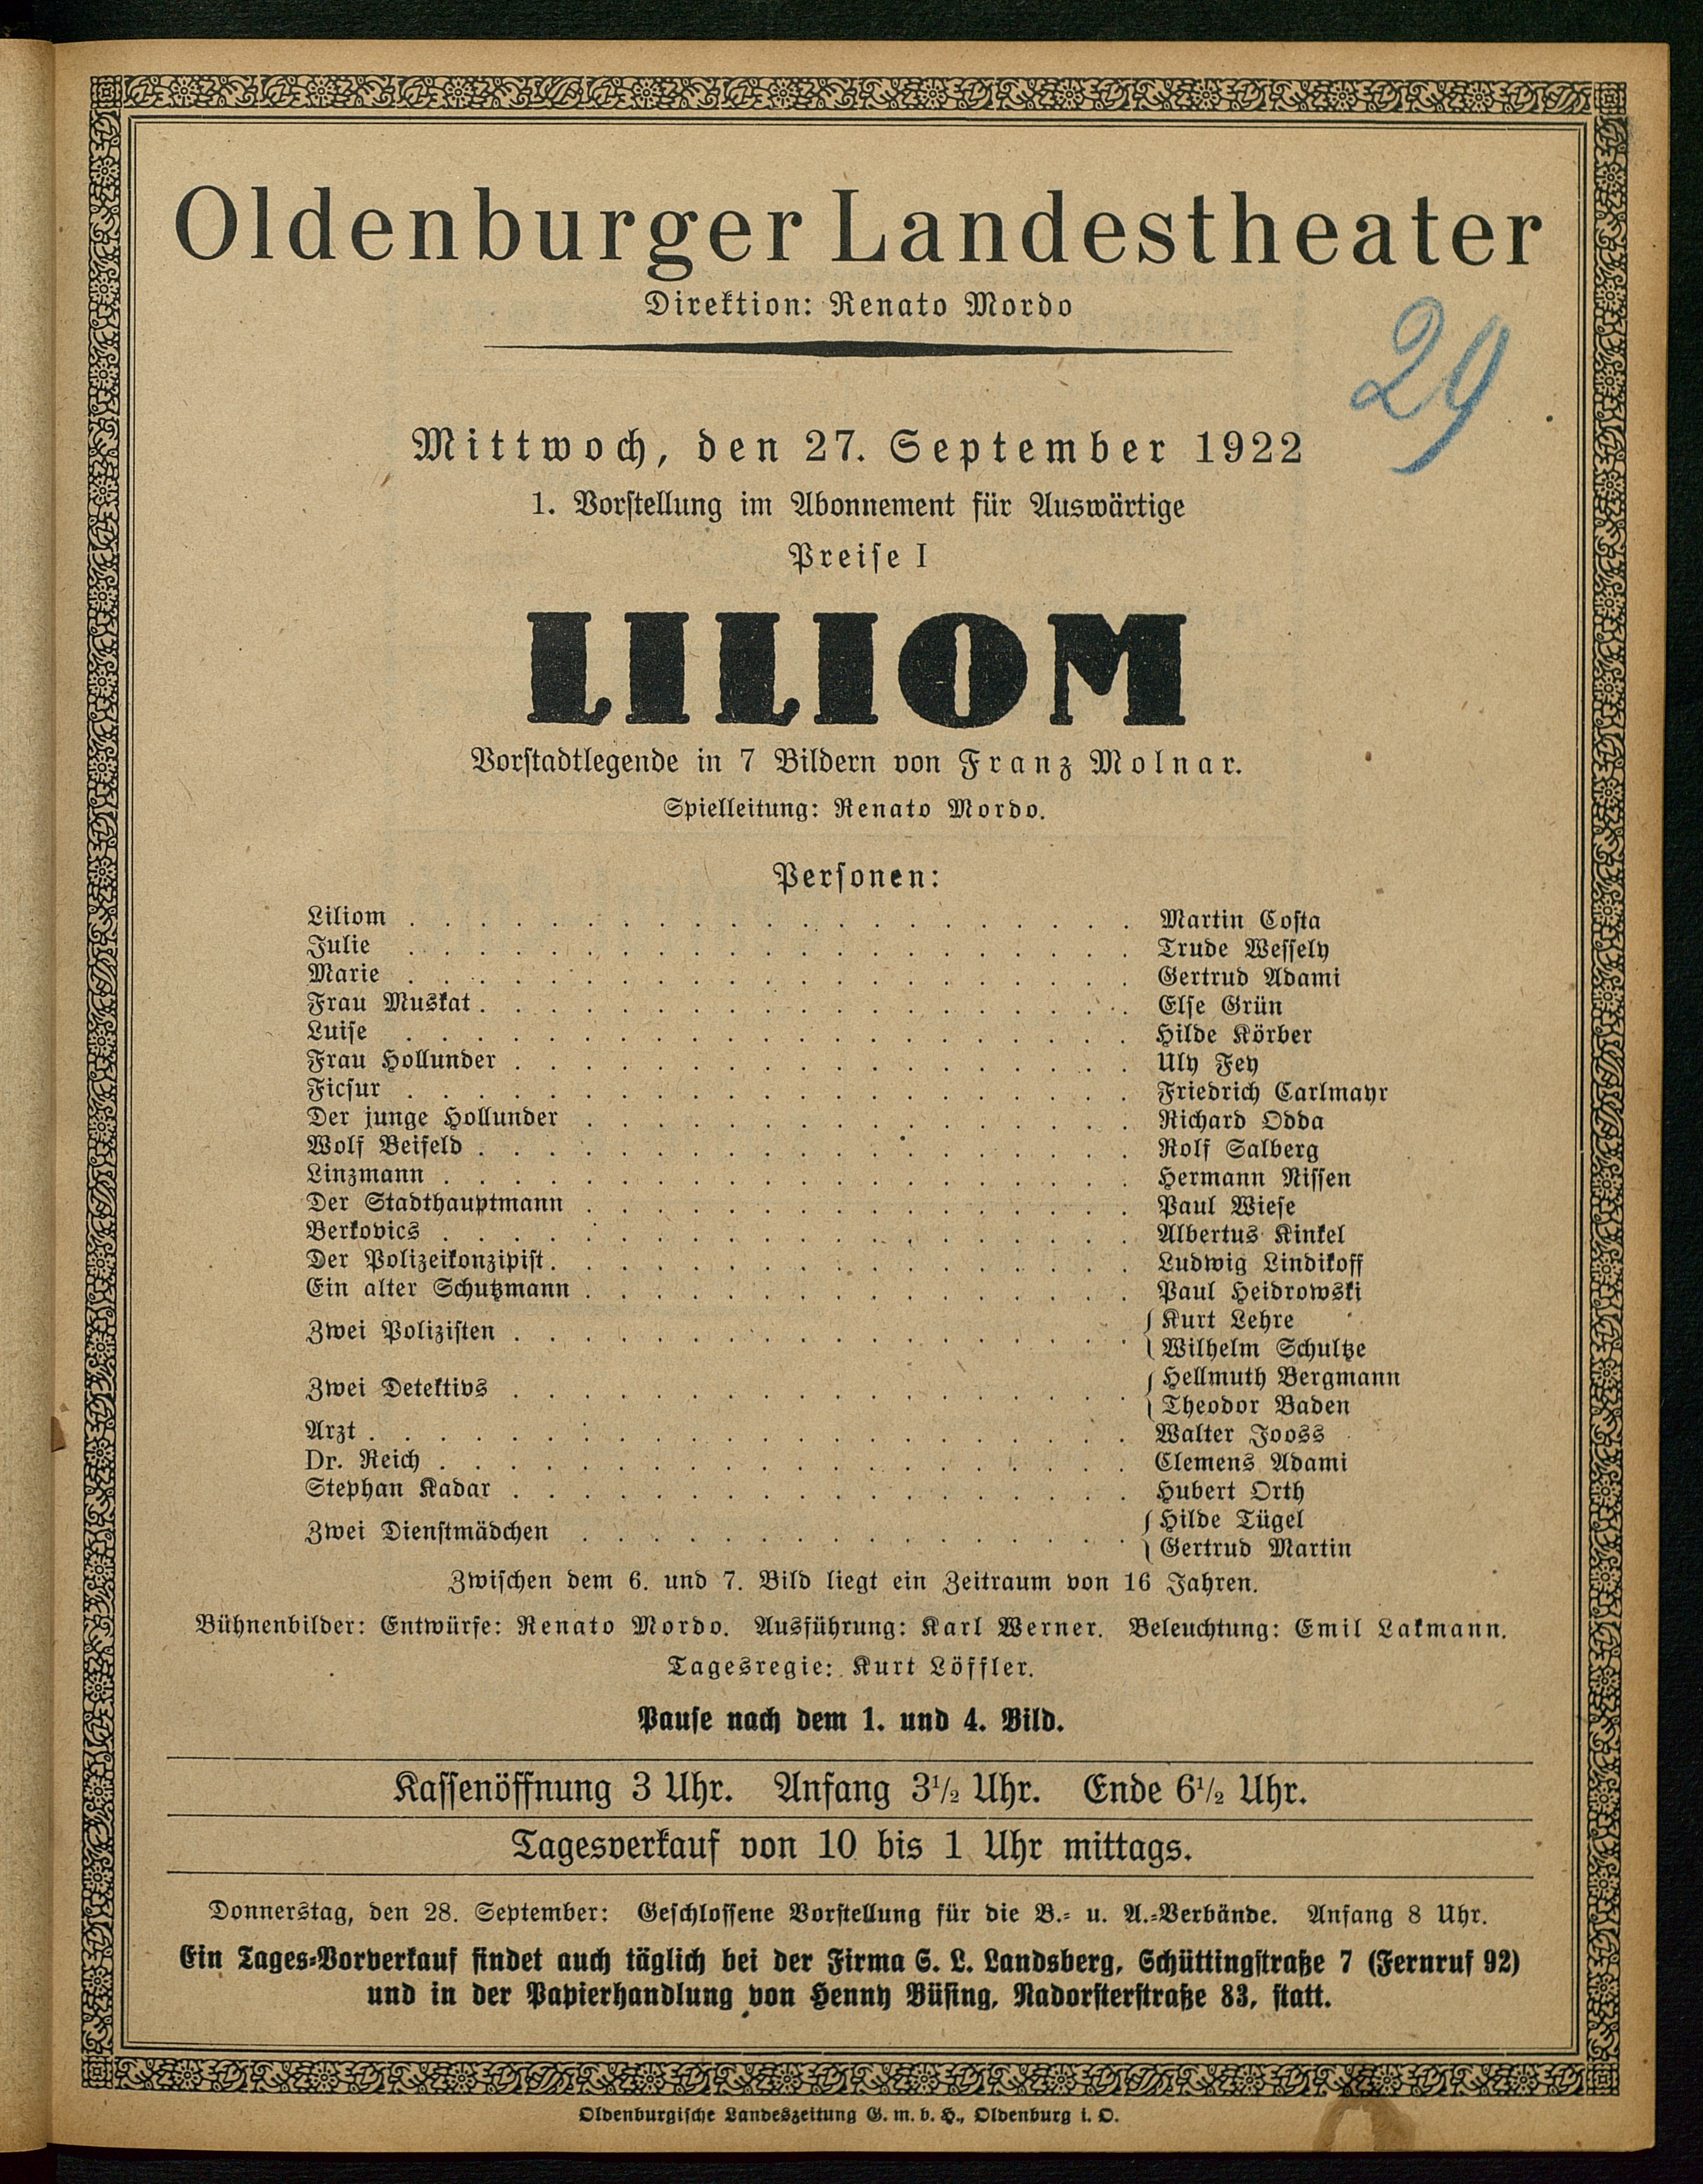 Oldenburger Landestheater
Direktion: Renato Mordo
29
Mittwoch, den 27. September 1922
1. Vorstellung im Abonnement für Auswärtige
Preise I
LILIOM
Vorstadtlegende in 7 Bildern von Franz Molnar.
Spielleitung: Renato Mordo.
Personen:
Liliom . . . . . Martin Costa
Julie . . . . . Trude Wessely
Marie . . . . . Gertrud Adami
Frau Muskat . . . . . Else Grün
Luise . . . . . Hilde Körber
Frau Hollunder . . . . . Uly Fey
Ficsur . . . . . Friedrich Carlmayr
Der junge Hollunder . . . . . Richard Odda
Wolf Beifeld . . . . . Rolf Salberg
Linzmann . . . . . Hermann Nissen
Der Stadthauptmann . . . . . Paul Wiese
Berkovics . . . . . Albertus Kinkel
Der Polizeikonzipist . . . . . Ludwig Lindikoff
Ein alter Schutzmann . . . . . Paul Heidrowski
Zwei Polizisten . . . . . { Kurt Lehre
Wilhelm Schultze
Zwei Detektivs . . . . . { Hellmuth Bergmann
Theodor Baden
Arzt . . . . . Walter Jooss
Dr. Reich . . . . . Clemens Adami
Stephan Kadar . . . . . Hubert Orth
Zwei Dienstmädchen . . . . . { Hilde Tügel
Gertrud Martin
Zwischen dem 6. und 7. Bild liegt ein Zeitraum von 16 Jahren.
Bühnenbilder: Entwürfe: Renato Mordo. Ausführung: Karl Werner. Beleuchtung: Emil Lakmann.
Tagesregie: Kurt Löffler.
Pause nach dem 1. und 4. Bild.
Kassenöffnung 3 Uhr. Anfang 3½ Uhr. Ende 6½ Uhr.
Tagesverkauf von 10 bis 1 Uhr mittags.
Donnerstag, den 28. September: Geschlossene Vorstellung für die B.- u. A.-Verbände. Anfang 8 Uhr.
Ein Tages-Vorverkauf findet auch täglich bei der Firma S. L. Landsberg, Schüttingstraße 7 (Fernruf 92)
und in der Papierhandlung von Henny Büsing, Nadorsterstraße 83, statt.
Oldenburgische Landeszeitung G. m. b. H., Oldenburg i. O.